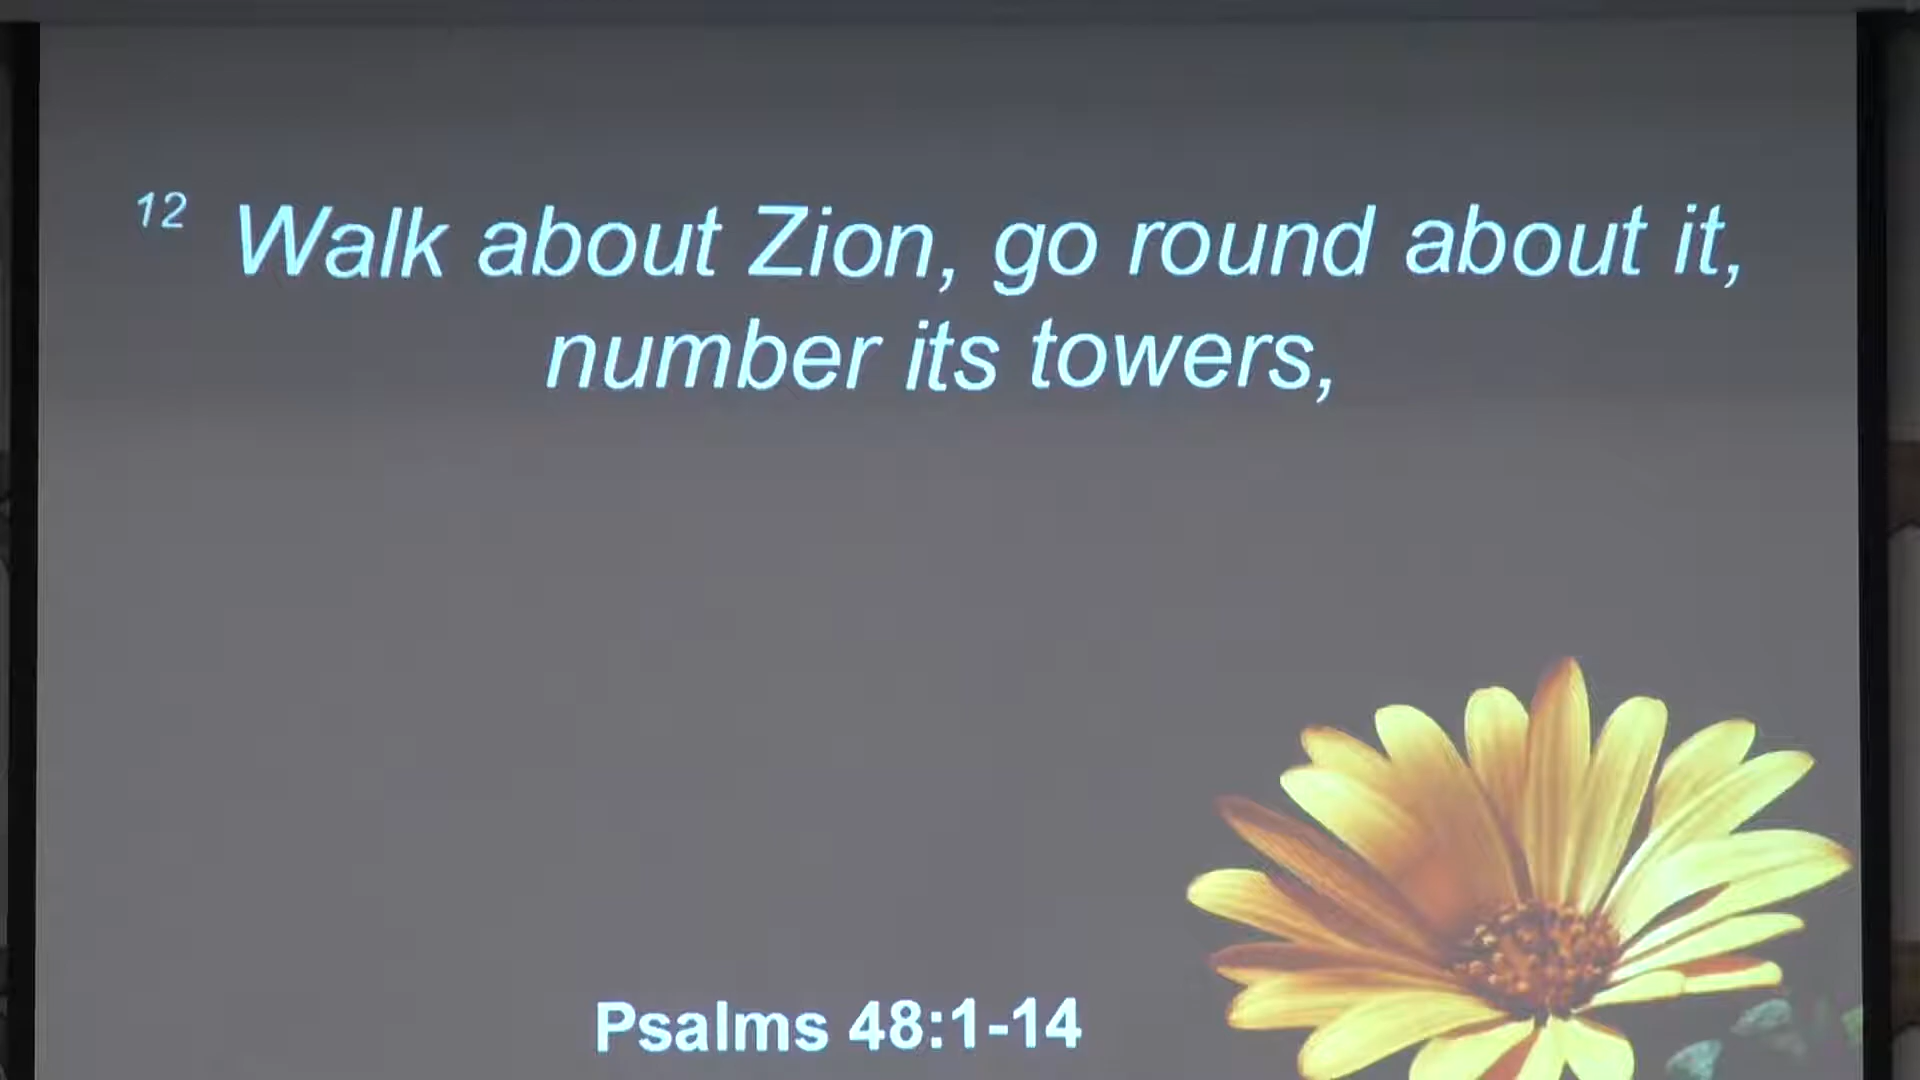 12 Walk about Zion, go round about it,
number its towers,
Psalms 48:1-14